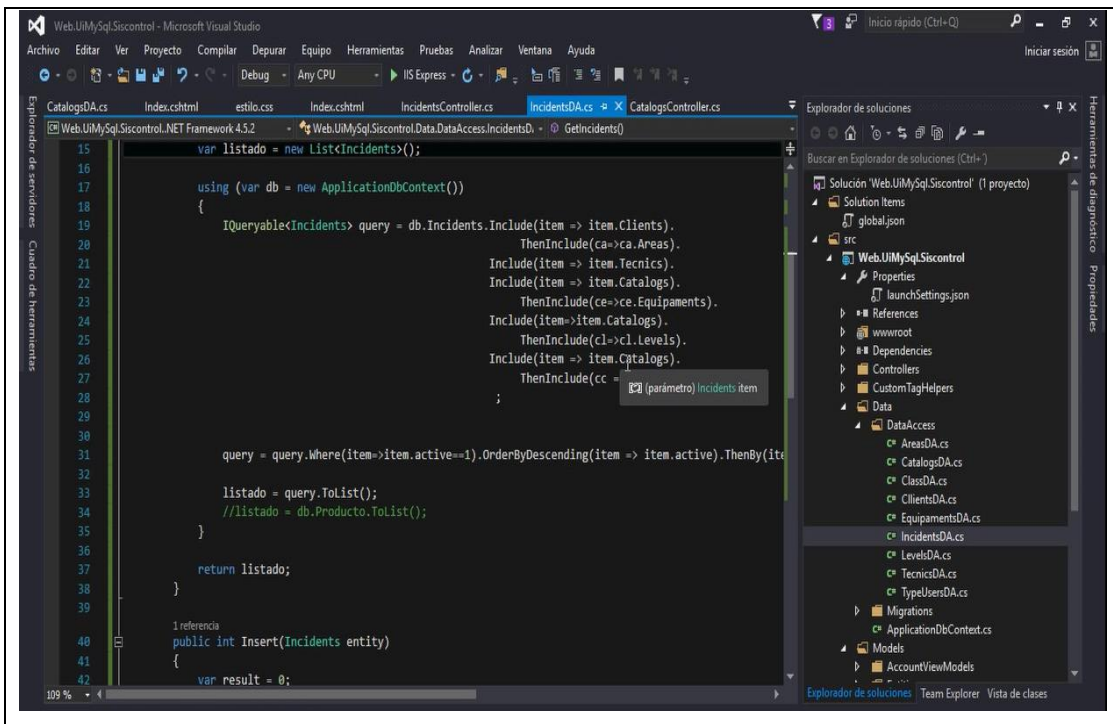 Web.UiMySql.Siscontrol - Microsoft Visual Studio
3
Inicio rápido (Ctrl+Q)
Archivo Editar Ver Proyecto Compilar Depurar Equipo Herramientas Pruebas Analizar Ventana Ayuda
Iniciar sesión
Debug Any CPU IIS Express
Explorador de servidores
Cuadro de herramientas
CatalogsDA.cs Index.cshtml estilo.css Index.cshtml IncidentsController.cs IncidentsDA.cs CatalogsController.cs
Web.UiMySql.Siscontrol..NET Framework 4.5.2 Web.UiMySql.Siscontrol.Data.DataAccess.IncidentsD GetIncidents()
15 var listado = new List<Incidents>();
16
17 using (var db = new ApplicationDbContext())
18 {
19 IQueryable<Incidents> query = db.Incidents.Include(item => item.Clients).
20 ThenInclude(ca=>ca.Areas).
21 Include(item => item.Tecnics).
22 Include(item => item.Catalogs).
23 ThenInclude(ce=>ce.Equipaments).
24 Include(item=>item.Catalogs).
25 ThenInclude(cl=>cl.Levels).
26 Include(item => item.Catalogs).
27 ThenInclude(cc =
(parámetro) Incidents item
28 ;
29
30
31 query = query.Where(item=>item.active==1).OrderByDescending(item => item.active).ThenBy(ite
32
33 listado = query.ToList();
34 //listado = db.Producto.ToList();
35 }
36
37 return listado;
38 }
39
1 referencia
40 public int Insert(Incidents entity)
41 {
42 var result = 0;
109 %
Explorador de soluciones
Buscar en Explorador de soluciones (Ctrl+´)
Solución 'Web.UiMySql.Siscontrol' (1 proyecto)
Solution Items
global.json
src
Web.UiMySql.Siscontrol
Properties
launchSettings.json
References
wwwroot
Dependencies
Controllers
CustomTagHelpers
Data
DataAccess
AreasDA.cs
CatalogsDA.cs
ClassDA.cs
CllientsDA.cs
EquipamentsDA.cs
IncidentsDA.cs
LevelsDA.cs
TecnicsDA.cs
TypeUsersDA.cs
Migrations
ApplicationDbContext.cs
Models
AccountViewModels
Explorador de soluciones Team Explorer Vista de clases
Herramientas de diagnóstico
Propiedades